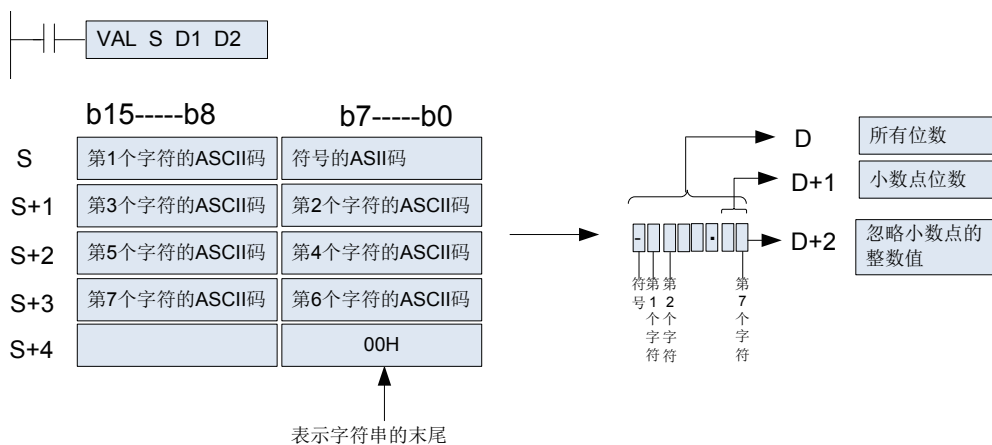 VAL S D1 D2
b15-----b8 b7-----b0
S 第1个字符的ASCII码 符号的ASII码
S+1 第3个字符的ASCII码 第2个字符的ASCII码
S+2 第5个字符的ASCII码 第4个字符的ASCII码
S+3 第7个字符的ASCII码 第6个字符的ASCII码
S+4 00H
表示字符串的末尾
D 所有位数
D+1 小数点位数
- .
D+2 忽略小数点的
整数值
符号
第1个字符
第2个字符
第7个字符